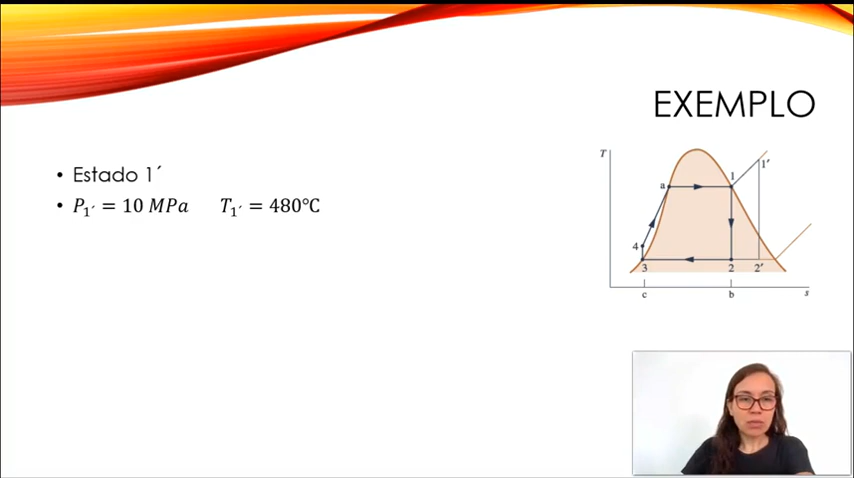 EXEMPLO
• Estado 1´
• P₁´ = 10 MPa T₁´ = 480°C
T
1'
1
a
4
3
2
2'
c
b
s